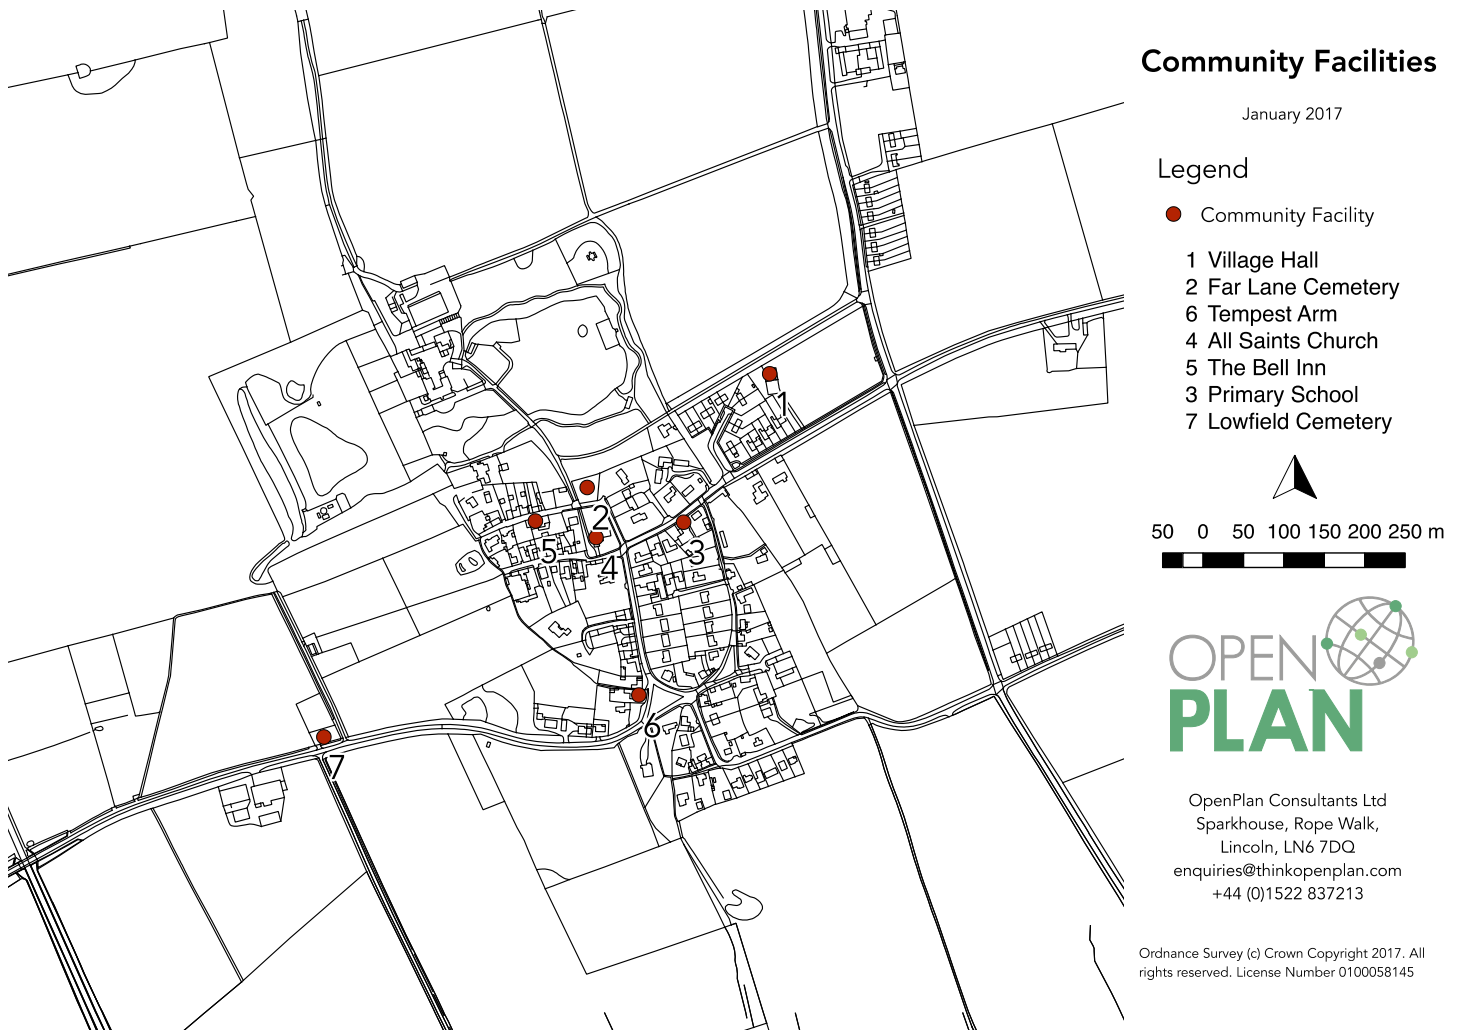 Community Facilities
January 2017
Legend
Community Facility
1 Village Hall
2 Far Lane Cemetery
6 Tempest Arm
4 All Saints Church
5 The Bell Inn
3 Primary School
7 Lowfield Cemetery
50 0 50 100 150 200 250 m
OPEN
PLAN
OpenPlan Consultants Ltd
Sparkhouse, Rope Walk,
Lincoln, LN6 7DQ
enquiries@thinkopenplan.com
+44 (0)1522 837213
Ordnance Survey (c) Crown Copyright 2017. All
rights reserved. License Number 0100058145
1
2
3
4
5
6
7